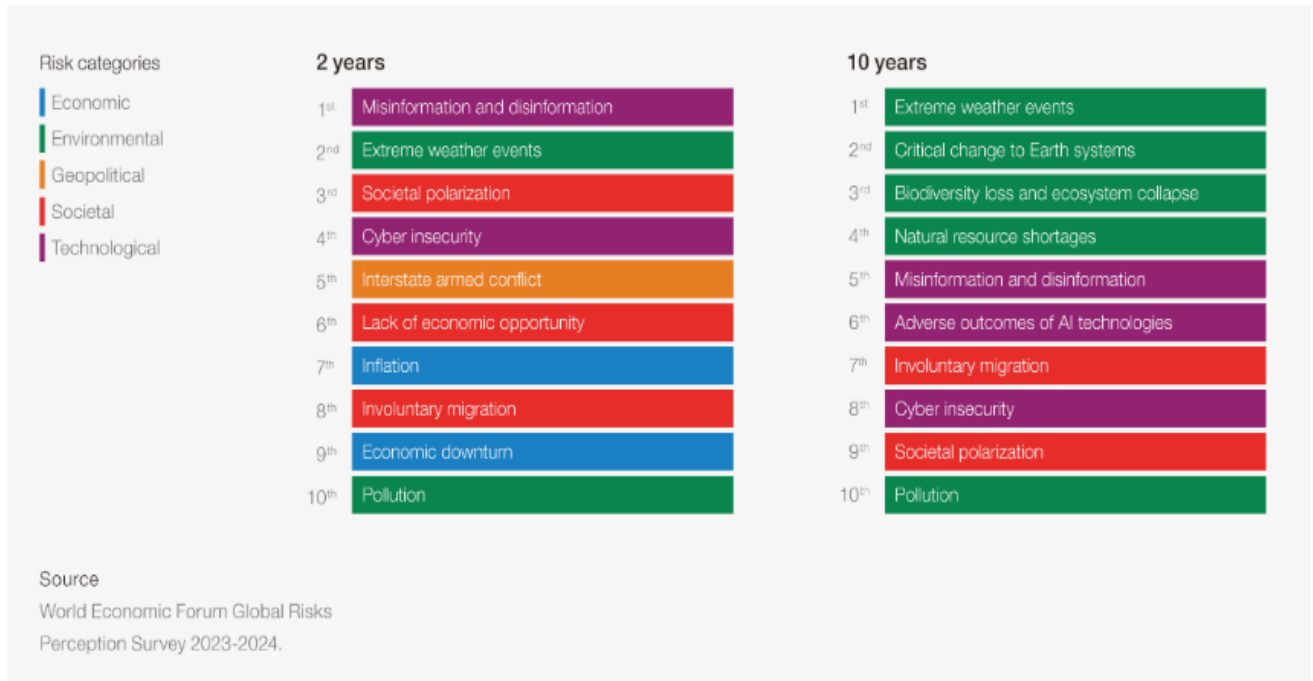 Risk categories
Economic
Environmental
Geopolitical
Societal
Technological
2 years
1st Misinformation and disinformation
2nd Extreme weather events
3rd Societal polarization
4th Cyber insecurity
5th Interstate armed conflict
6th Lack of economic opportunity
7th Inflation
8th Involuntary migration
9th Economic downturn
10th Pollution
10 years
1st Extreme weather events
2nd Critical change to Earth systems
3rd Biodiversity loss and ecosystem collapse
4th Natural resource shortages
5th Misinformation and disinformation
6th Adverse outcomes of AI technologies
7th Involuntary migration
8th Cyber insecurity
9th Societal polarization
10th Pollution
Source
World Economic Forum Global Risks
Perception Survey 2023-2024.